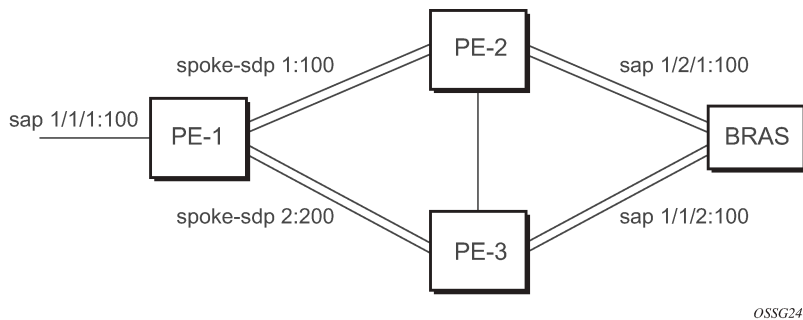 PE-2
spoke-sdp 1:100
sap 1/2/1:100
sap 1/1/1:100
PE-1
BRAS
spoke-sdp 2:200
sap 1/1/2:100
PE-3
OSSG24